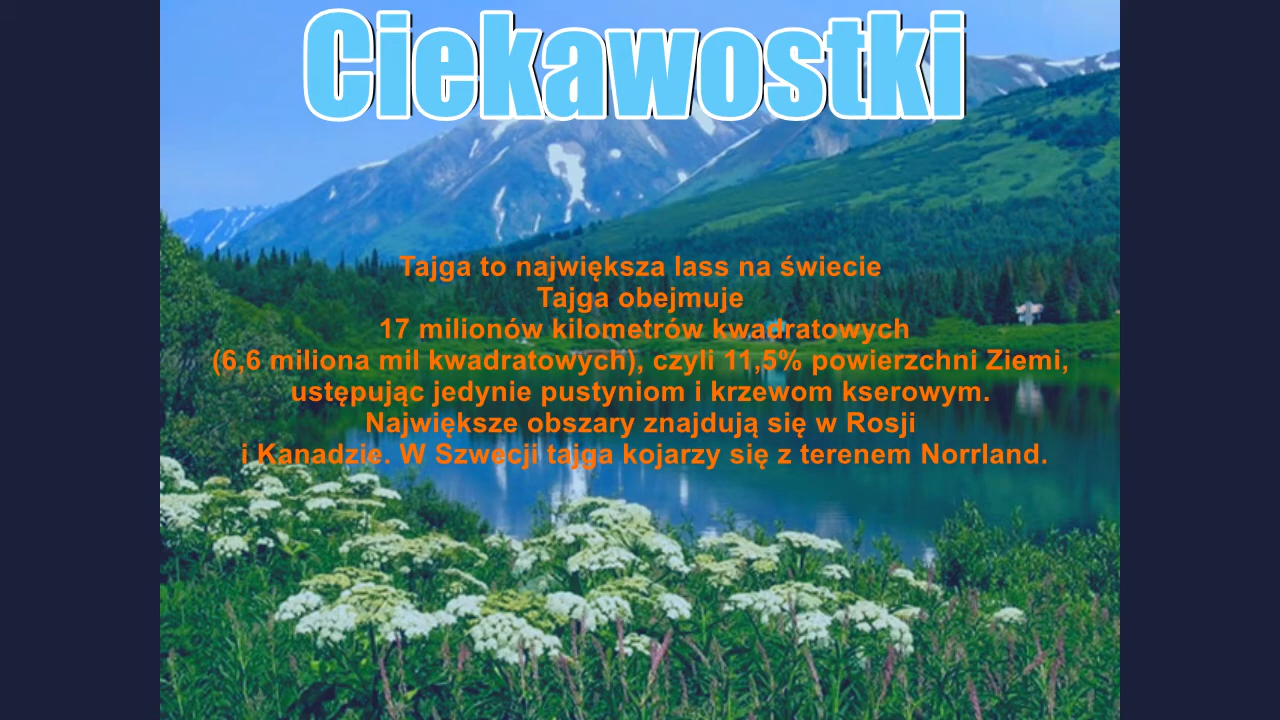 Ciekawostki
Tajga to największa lass na świecie
Tajga obejmuje
17 milionów kilometrów kwadratowych
(6,6 miliona mil kwadratowych), czyli 11,5% powierzchni Ziemi,
ustępując jedynie pustyniom i krzewom kserowym.
Największe obszary znajdują się w Rosji
i Kanadzie. W Szwecji tajga kojarzy się z terenem Norrland.